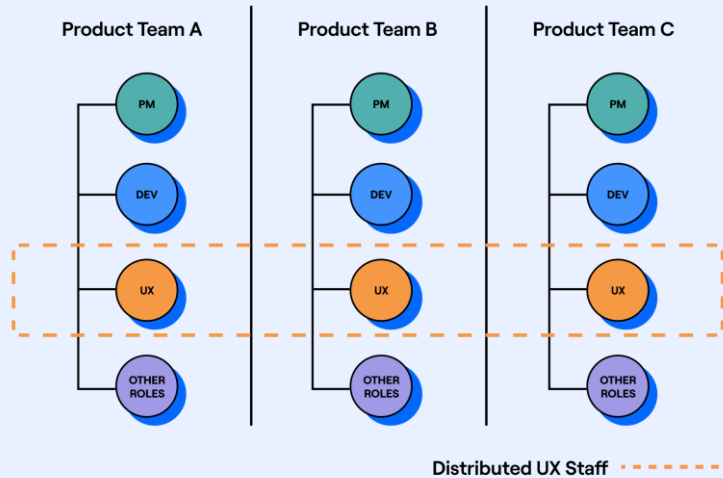 Product Team A
Product Team B
Product Team C
PM
PM
PM
DEV
DEV
DEV
UX
UX
UX
OTHER
ROLES
OTHER
ROLES
OTHER
ROLES
Distributed UX Staff